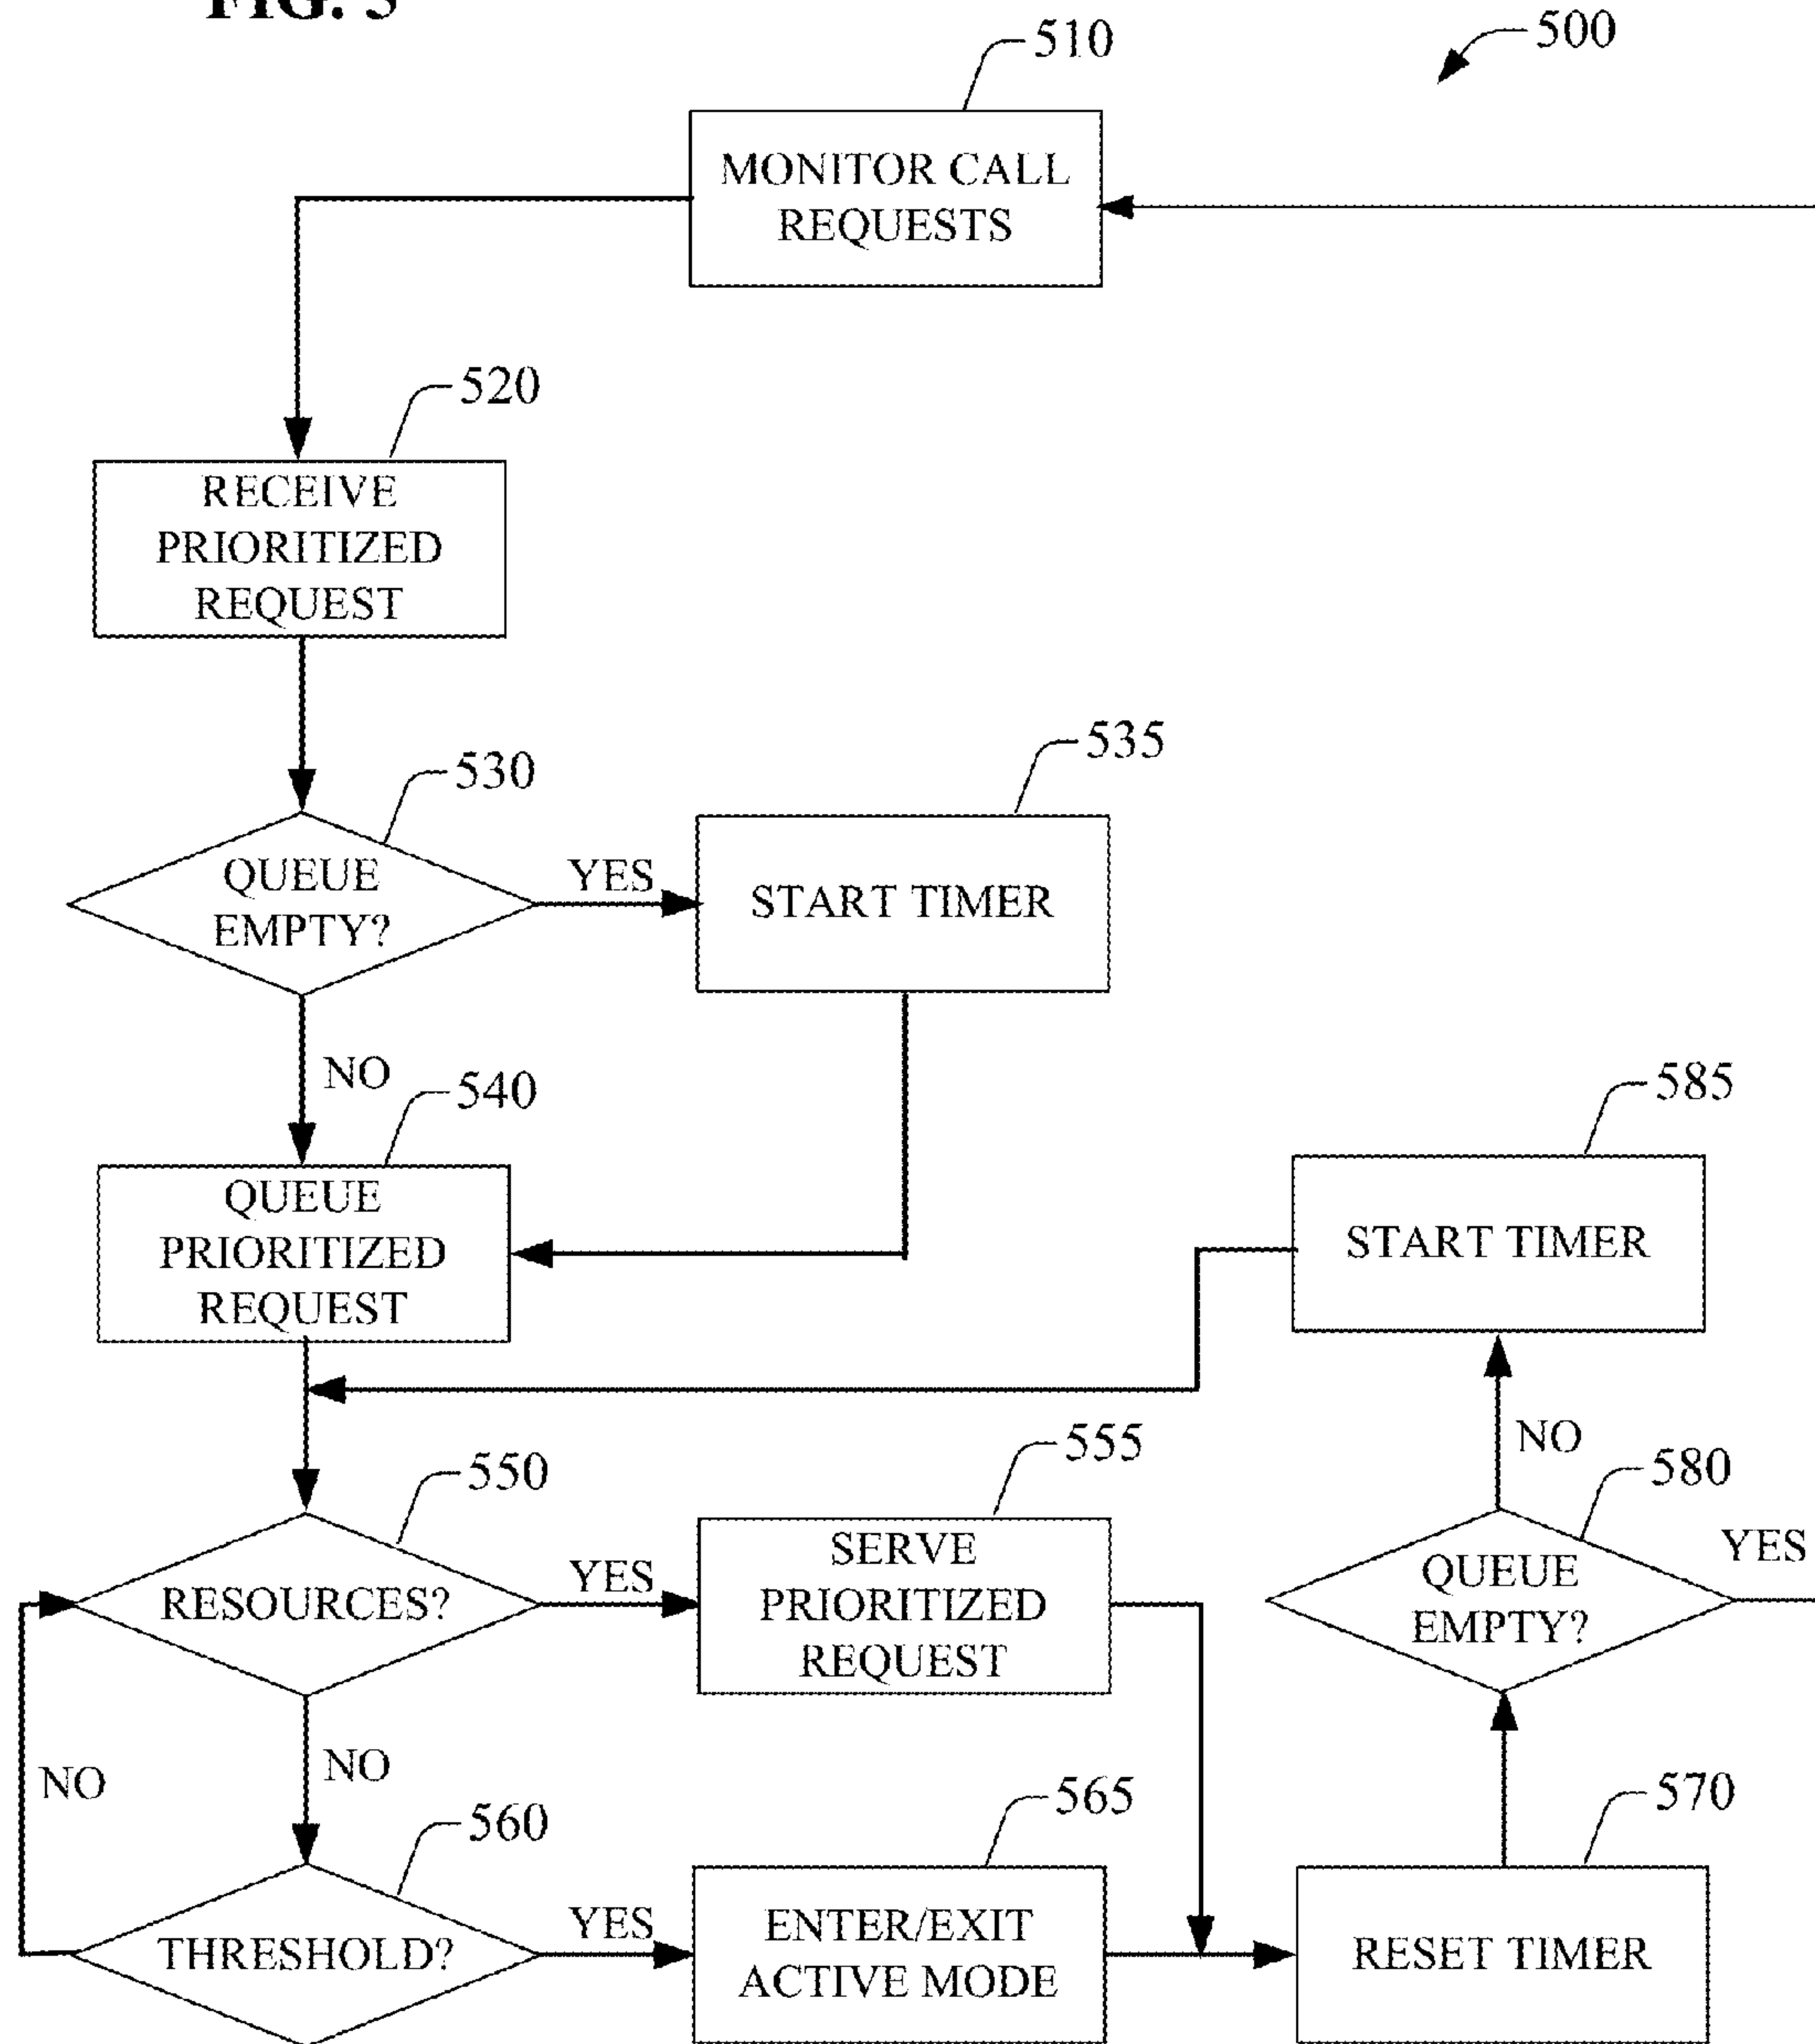 FIG. 5
500
510
MONITOR CALL
REQUESTS
520
RECEIVE
PRIORITIZED
REQUEST
530
QUEUE
EMPTY?
YES
535
START TIMER
NO
540
QUEUE
PRIORITIZED
REQUEST
585
START TIMER
550
RESOURCES?
YES
555
SERVE
PRIORITIZED
REQUEST
NO
580
QUEUE
EMPTY?
YES
NO
NO
560
THRESHOLD?
YES
565
ENTER/EXIT
ACTIVE MODE
570
RESET TIMER